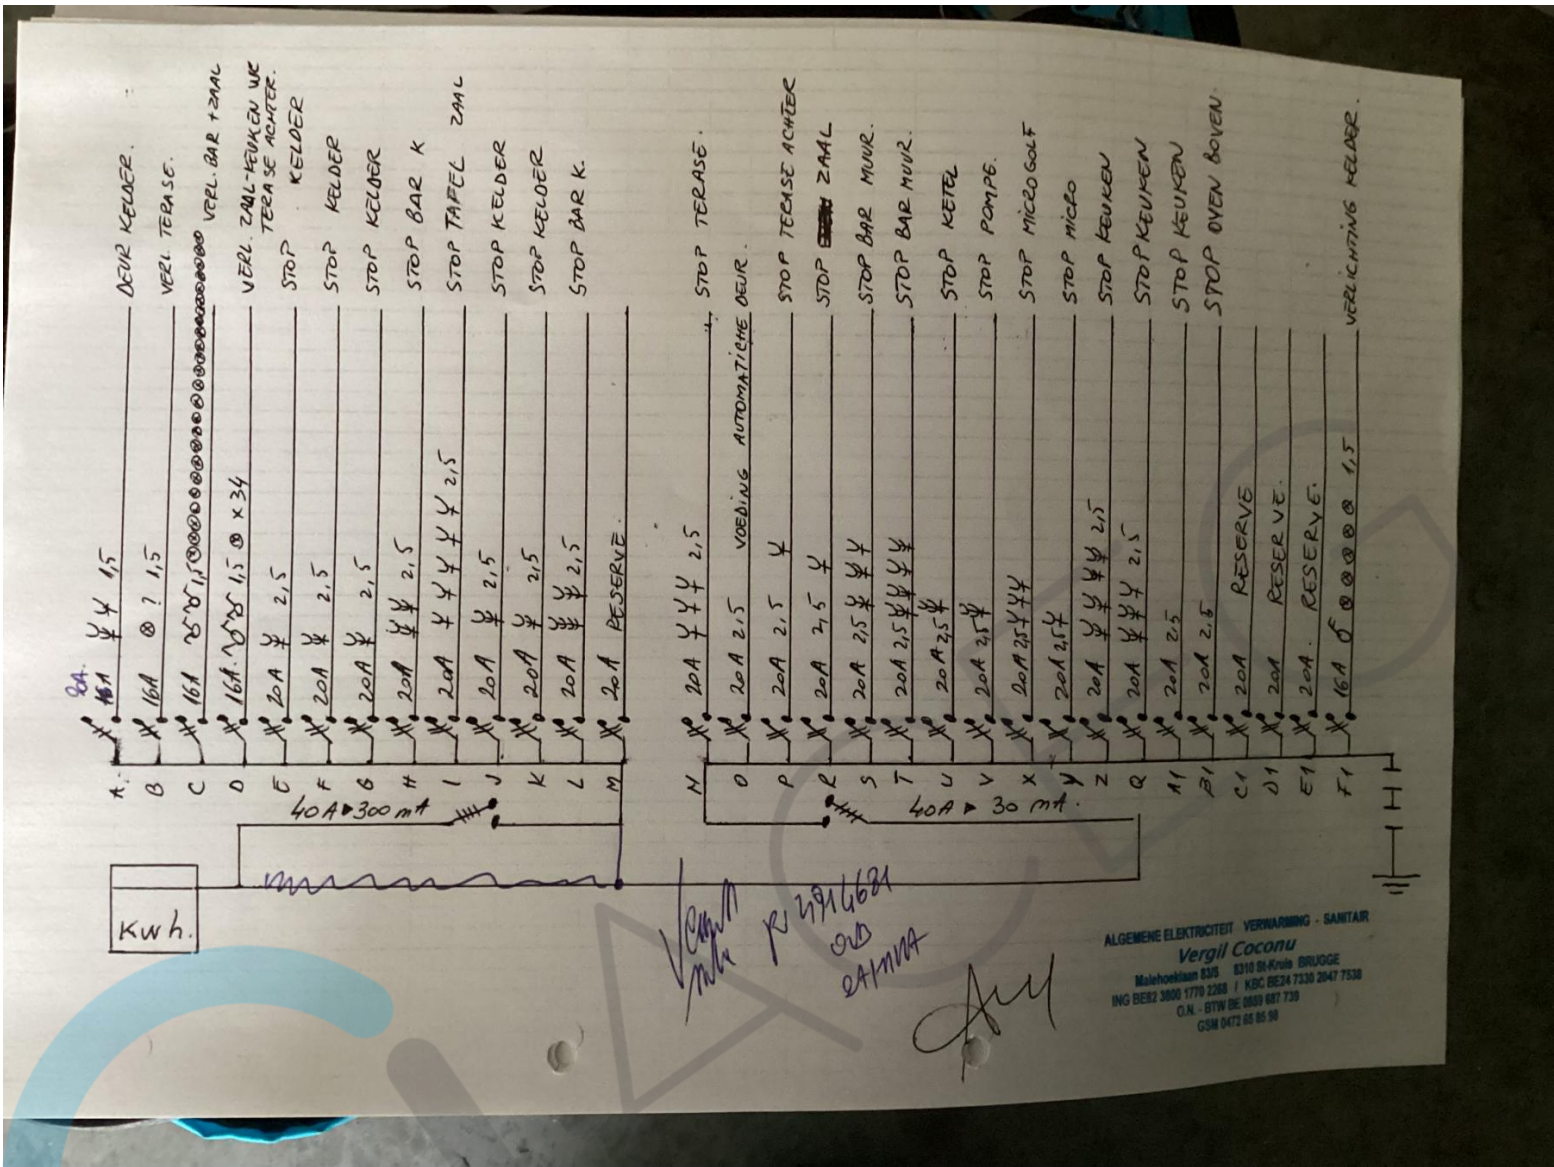 A. 16A 20A. 1,5 DEUR KELDER.
B 16A ? 1,5 VERL. TERASE.
C 16A 1,5 VERL. BAR + ZAAL
D 16A. 1,5 x 34 VERL. ZAAL-KEUKEN WC
TERASE ACHTER.
E 20A 2,5 STOP KELDER
F 20A 2,5 STOP KELDER
G 20A 2,5 STOP KELDER
H 20A 2,5 STOP BAR K
I 20A 2,5 STOP TAFEL ZAAL
J 20A 2,5 STOP KELDER
K 20A 2,5 STOP KELDER
L 20A 2,5 STOP BAR K.
M 20A RESERVE.
N 20A 2,5 STOP TERASE.
O 20A 2,5 VOEDING AUTOMATICHE DEUR.
P 20A 2,5 STOP TERASE ACHTER
R 20A 2,5 STOP ZAAL
S 20A 2,5 STOP BAR MUUR.
T 20A 2,5 STOP BAR MUUR.
U 20A 2,5 STOP KETEL
V 20A 2,5 STOP POMPE.
X 20A 2,5 STOP MICROGOLF
Y 20A 2,5 STOP MICRO
Z 20A 2,5 STOP KEUKEN
Q 20A 2,5 STOP KEUKEN
A1 20A 2,5 STOP KEUKEN
B1 20A 2,5 STOP OVEN BOVEN.
C1 20A RESERVE
D1 20A RESERVE.
E1 20A. RESERVE.
F1 16A 1,5 VERLICHTING KELDER.
40A 300 mA
40A 30 mA.
Kwh.
ALGEMENE ELEKTRICITEIT VERWARMING - SANITAIR
Vergil Coconu
Malehoeklaan 83/5 8310 St-Kruis BRUGGE
ING BE82 3800 1770 2268 / KBC BE24 7330 2047 7538
O.N. - BTW BE 0889 687 739
GSM 0472 65 85 98